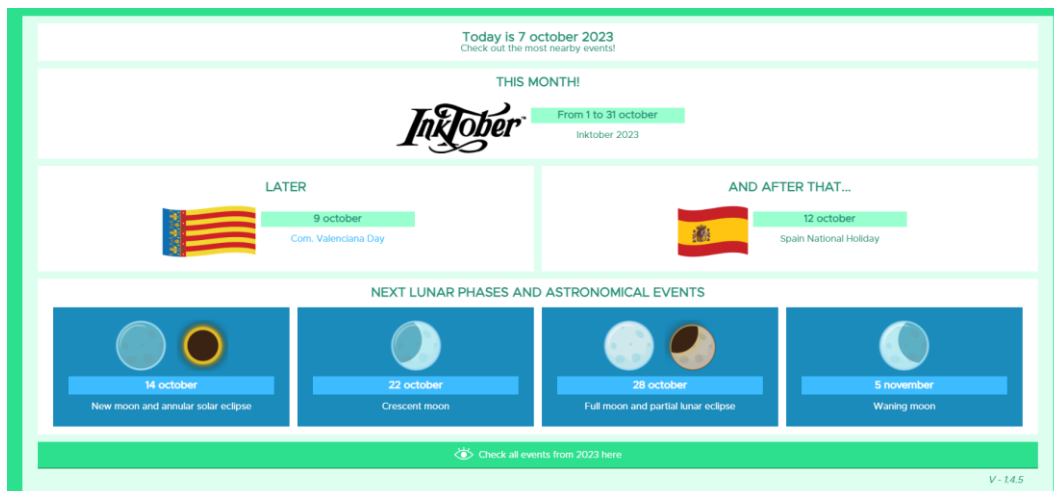 Today is 7 october 2023
Check out the most nearby events!
THIS MONTH!
InkTober™
From 1 to 31 october
Inktober 2023
LATER
9 october
Com. Valenciana Day
AND AFTER THAT...
12 october
Spain National Holiday
NEXT LUNAR PHASES AND ASTRONOMICAL EVENTS
14 october
New moon and annular solar eclipse
22 october
Crescent moon
28 october
Full moon and partial lunar eclipse
5 november
Waning moon
Check all events from 2023 here
V - 1.4.5